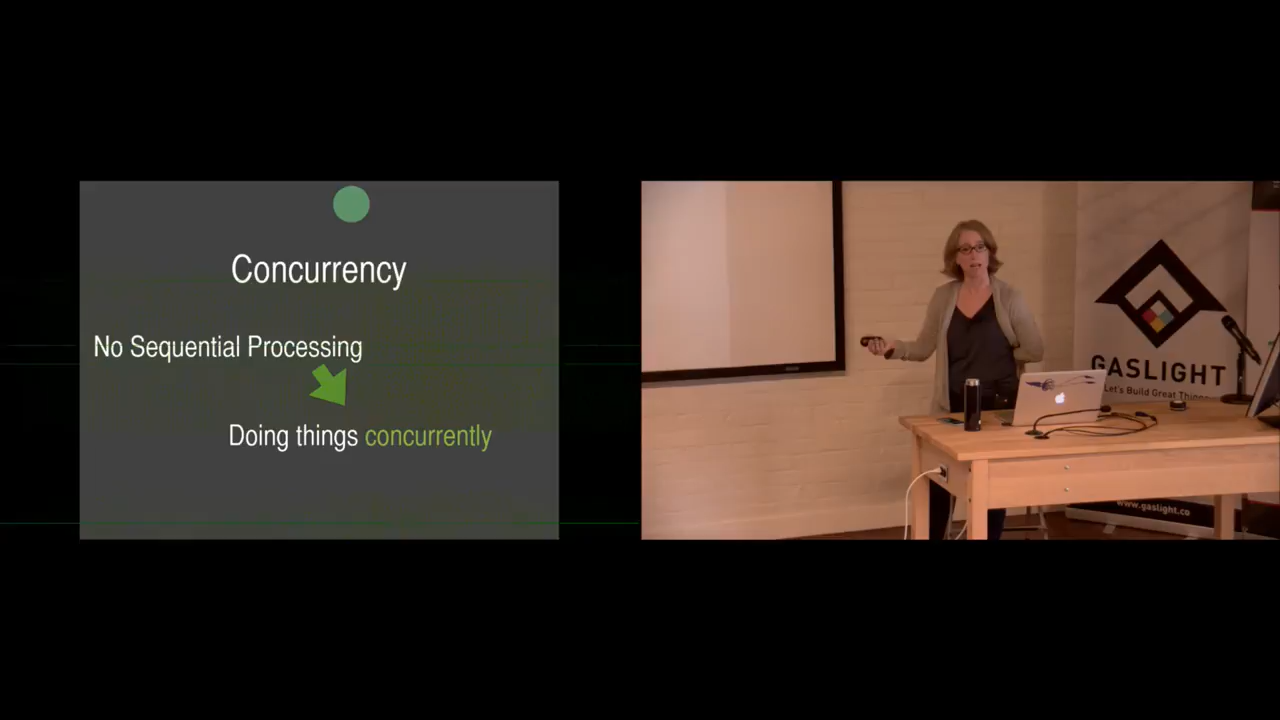 Concurrency
No Sequential Processing
Doing things concurrently
GASLIGHT
Let's Build Great Things
www.gaslight.co